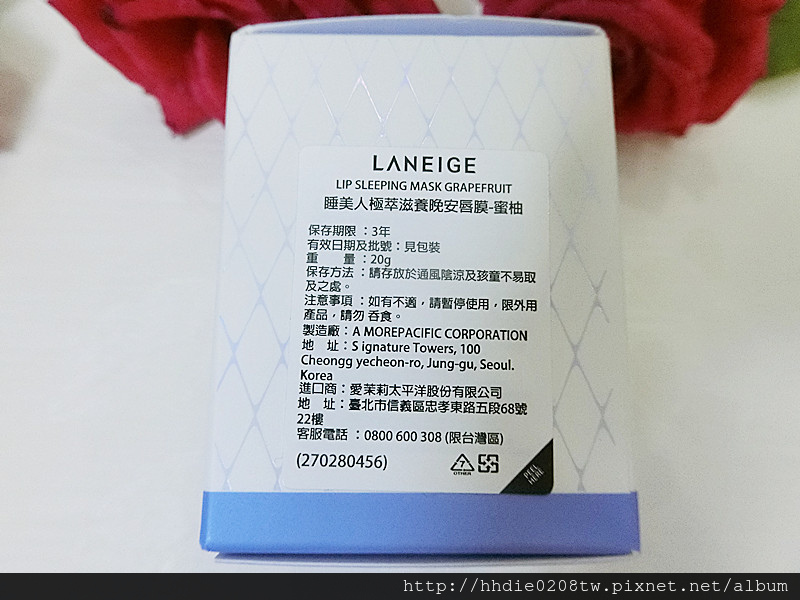 LANEIGE
LIP SLEEPING MASK GRAPEFRUIT
睡美人極萃滋養晚安唇膜-蜜柚
保存期限：3年
有效日期及批號：見包裝
重　　量：20g
保存方法：請存放於通風陰涼及孩童不易取
及之處。
注意事項：如有不適，請暫停使用，限外用
產品，請勿 吞食。
製造廠：A MOREPACIFIC CORPORATION
地　址：S ignature Towers, 100
Cheongg yecheon-ro, Jung-gu, Seoul.
Korea
進口商：愛茉莉太平洋股份有限公司
地　址：臺北市信義區忠孝東路五段68號
22樓
客服電話：0800 600 308 (限台灣區)
(270280456)
7
OTHER
PEEL
HERE
http://hhdie0208tw.pixnet.net/album